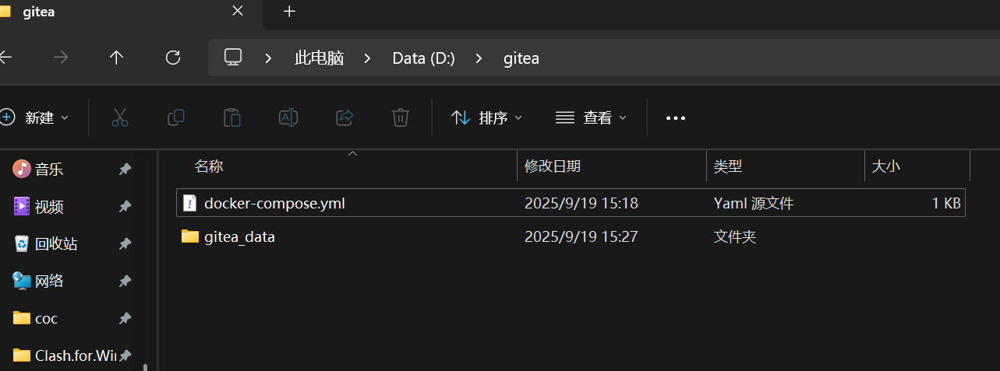 gitea
此电脑 Data (D:) gitea
新建 排序 查看
名称 修改日期 类型 大小
音乐
docker-compose.yml 2025/9/19 15:18 Yaml 源文件 1 KB
视频
gitea_data 2025/9/19 15:27 文件夹
回收站
网络
coc
Clash.for.Wi